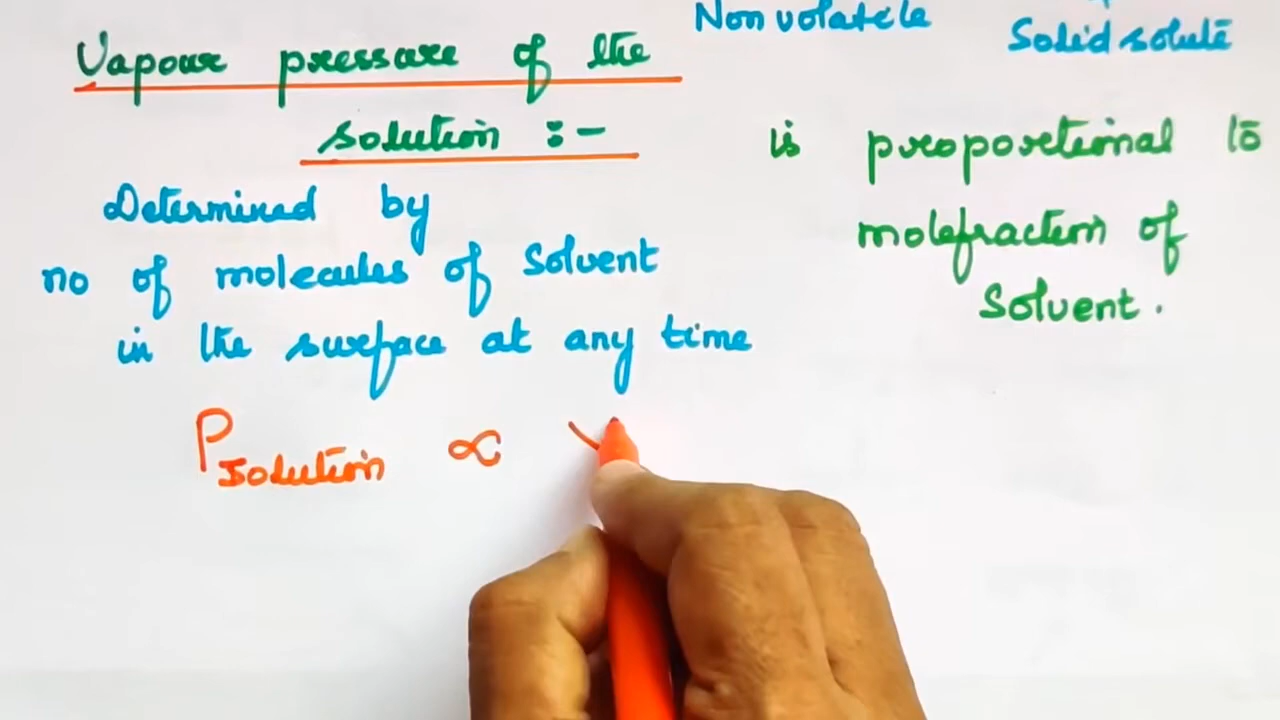 Non volatile
Solid solute
Vapour pressure of the
solution :-
Determined by
no of molecules of solvent
in the surface at any time
P solution ∝
is proportional to
molefraction of
Solvent.